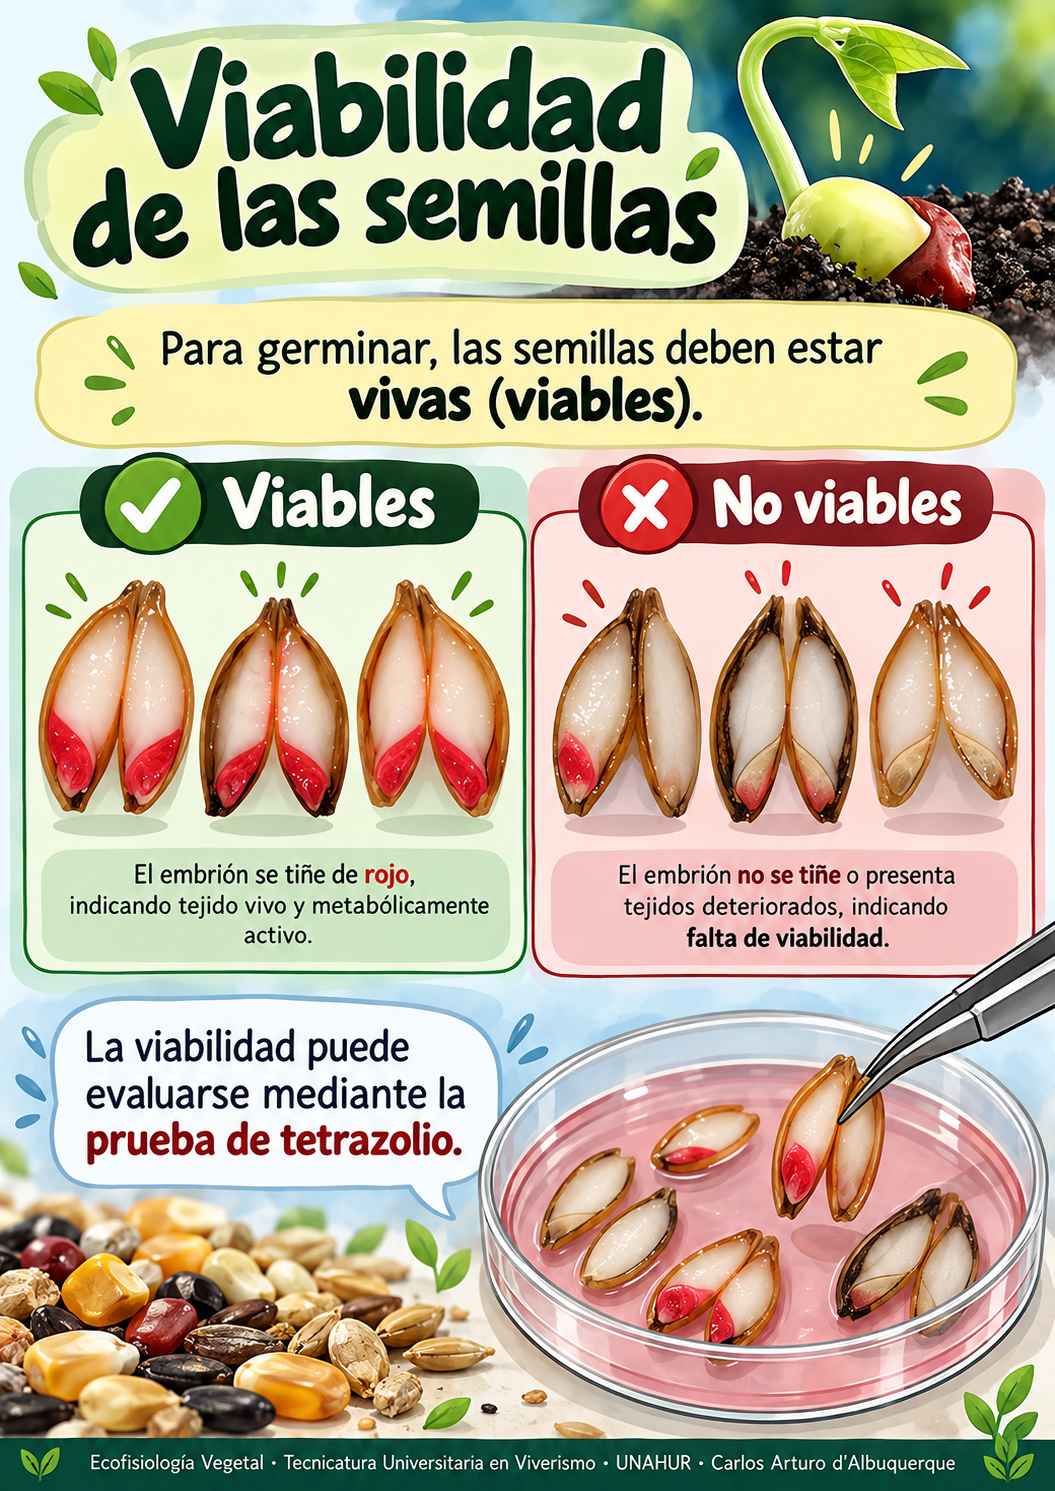 Viabilidad
de las semillas
Para germinar, las semillas deben estar
vivas (viables).
Viables
El embrión se tiñe de rojo,
indicando tejido vivo y metabólicamente
activo.
No viables
El embrión no se tiñe o presenta
tejidos deteriorados, indicando
falta de viabilidad.
La viabilidad puede
evaluarse mediante la
prueba de tetrazolio.
Ecofisiología Vegetal • Tecnicatura Universitaria en Viverismo • UNAHUR • Carlos Arturo d'Albuquerque